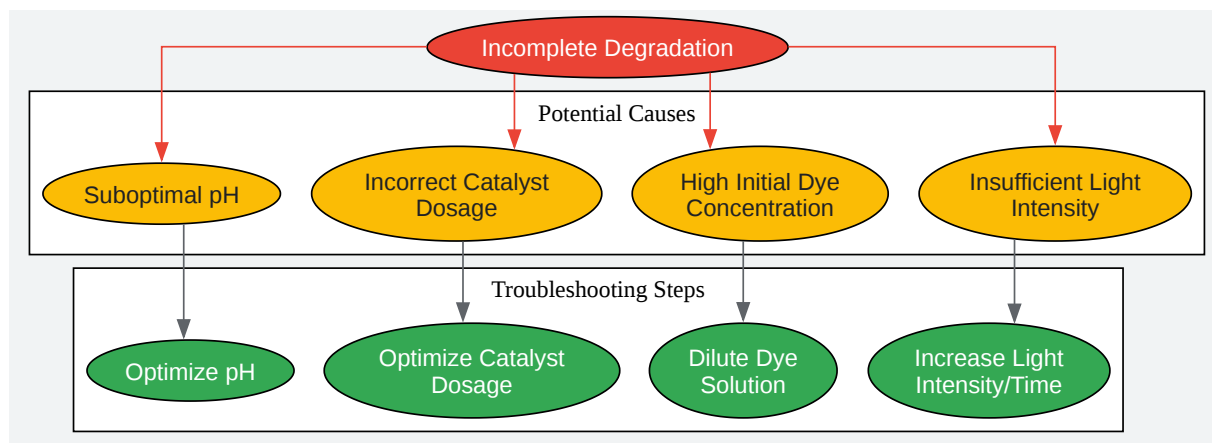 Incomplete Degradation
Potential Causes
Suboptimal pH
Incorrect Catalyst
Dosage
High Initial Dye
Concentration
Insufficient Light
Intensity
Troubleshooting Steps
Optimize pH
Optimize Catalyst
Dosage
Dilute Dye
Solution
Increase Light
Intensity/Time